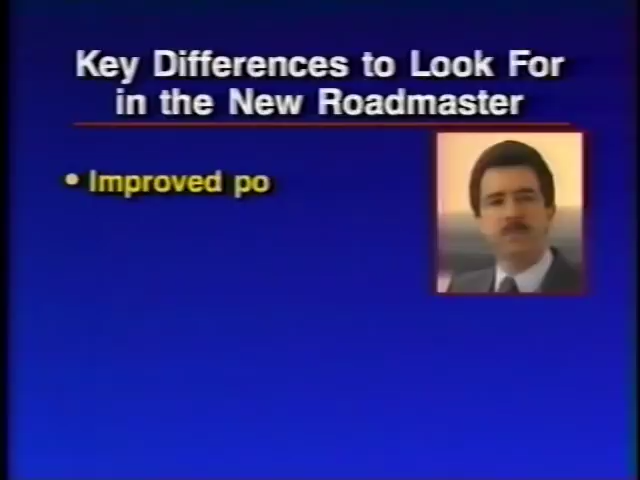 Key Differences to Look For
in the New Roadmaster
• Improved po